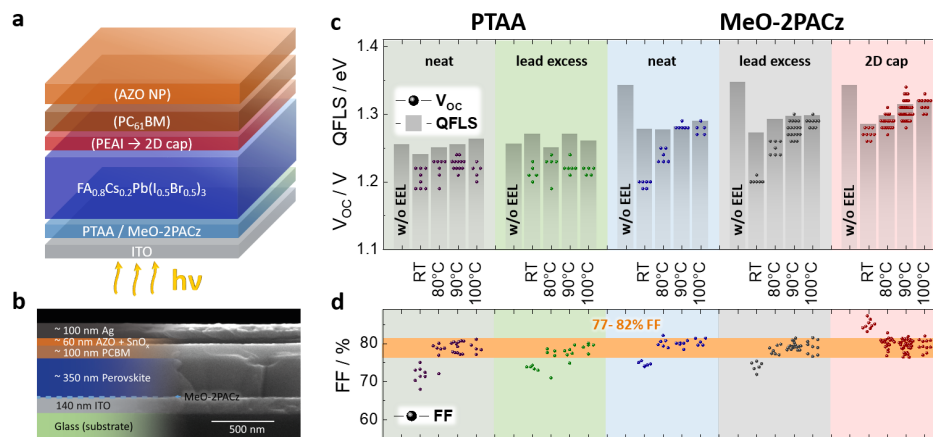 a
(AZO NP)
(PC₆₁BM)
(PEAI → 2D cap)
FA₀.₈Cs₀.₂Pb(I₀.₅Br₀.₅)₃
PTAA / MeO-2PACz
ITO
hν
b
~ 100 nm Ag
~ 60 nm AZO + SnOₓ
~ 100 nm PCBM
~ 350 nm Perovskite
MeO-2PACz
140 nm ITO
Glass (substrate)
500 nm
c
PTAA MeO-2PACz
V_OC / V QFLS / eV
1.4
1.3
1.2
1.1
neat lead excess neat lead excess 2D cap
V_OC
QFLS
w/o EEL w/o EEL w/o EEL w/o EEL w/o EEL
RT 80°C 90°C 100°C RT 80°C 90°C 100°C RT 80°C 90°C 100°C RT 80°C 90°C 100°C RT 80°C 90°C 100°C
d
FF / %
80
70
60
77- 82% FF
FF